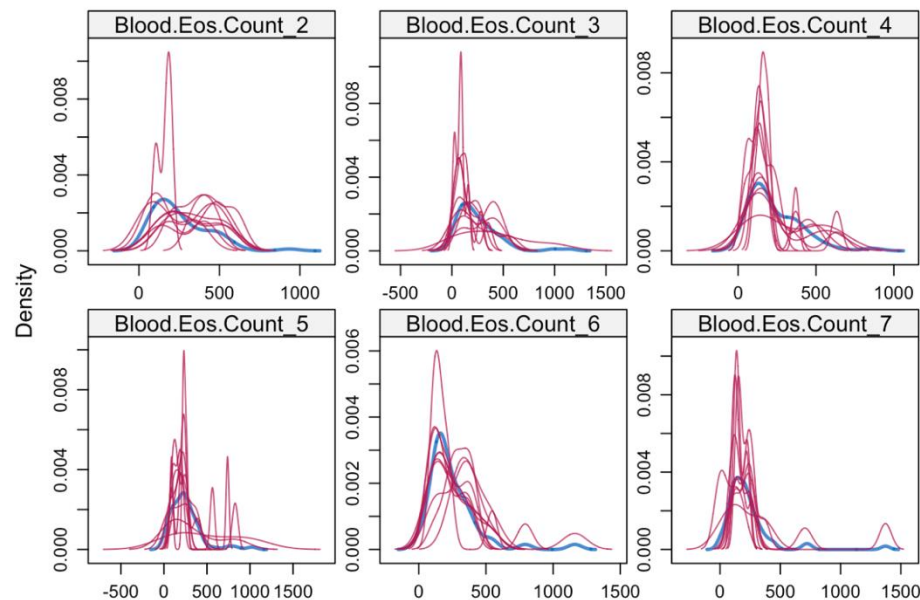 Blood.Eos.Count_2 Blood.Eos.Count_3 Blood.Eos.Count_4
0.008 0.008 0.008
0.004 0.004 0.004
0.000 0.000 0.000
0 500 1000 -500 0 500 1000 1500 0 500 1000
Density
Blood.Eos.Count_5 Blood.Eos.Count_6 Blood.Eos.Count_7
0.008 0.006 0.008
0.004 0.004 0.004
0.002
0.000 0.000 0.000
-500 0 500 1000 1500 0 500 1000 1500 0 500 1000 1500